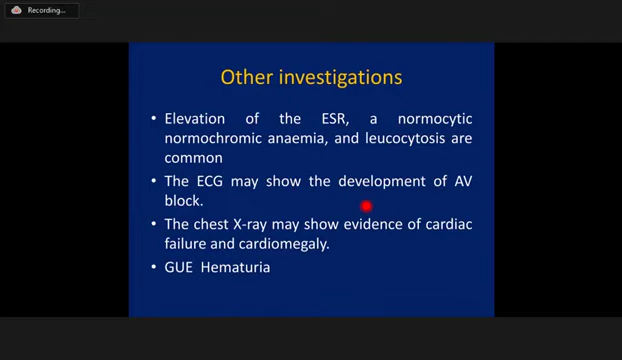 Recording...
Other investigations
• Elevation of the ESR, a normocytic
normochromic anaemia, and leucocytosis are
common
• The ECG may show the development of AV
block.
• The chest X-ray may show evidence of cardiac
failure and cardiomegaly.
• GUE Hematuria